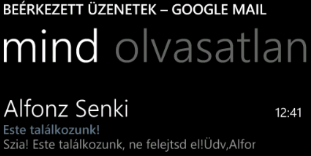 BEÉRKEZETT ÜZENETEK – GOOGLE MAIL
mind olvasatlan
Alfonz Senki 12:41
Este találkozunk!
Szia! Este találkozunk, ne felejtsd el!Üdv,Alfor